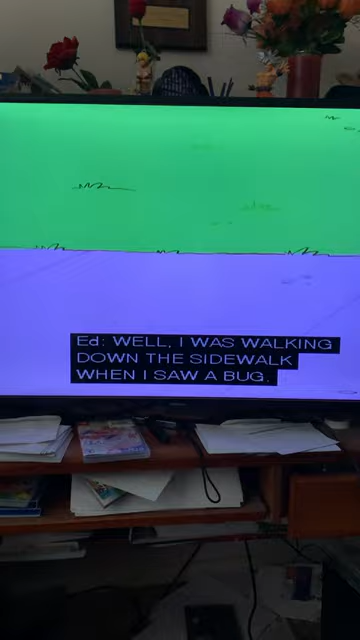 Ed: WELL, I WAS WALKING
DOWN THE SIDEWALK
WHEN I SAW A BUG.